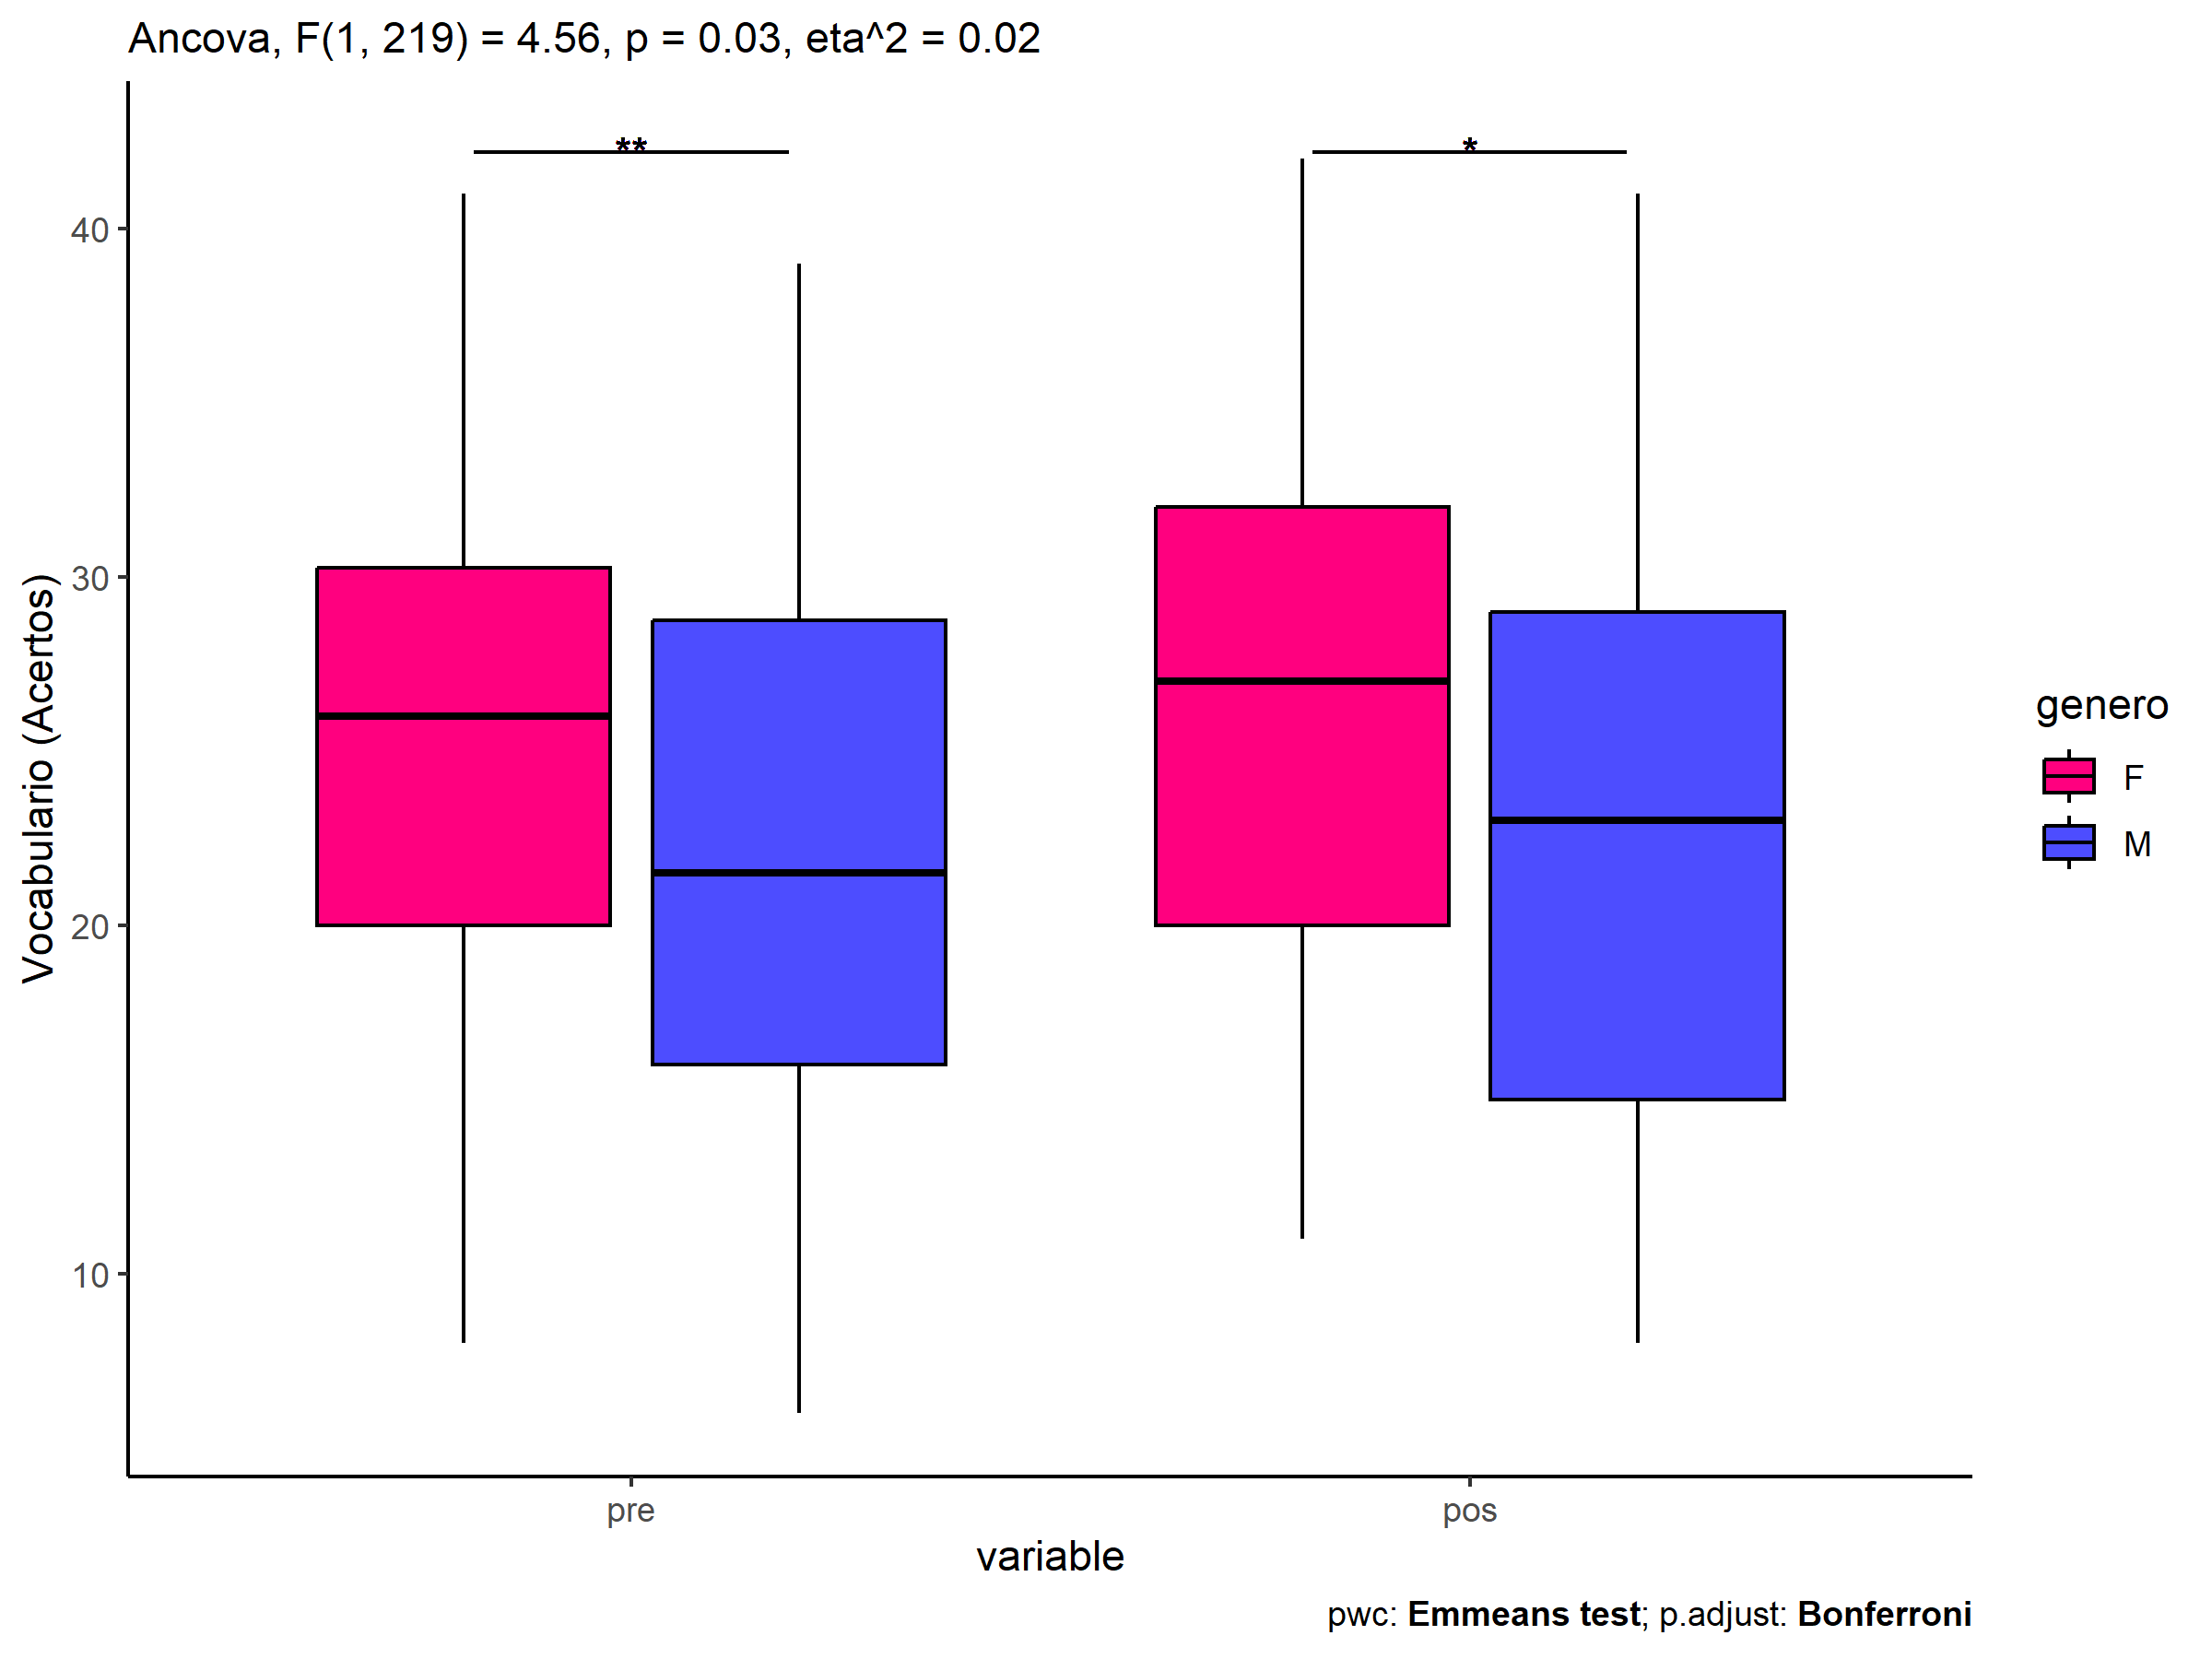 Ancova, F(1, 219) = 4.56, p = 0.03, eta^2 = 0.02
**
*
Vocabulario (Acertos)
40
30
20
10
genero
F
M
pre
pos
variable
pwc: Emmeans test; p.adjust: Bonferroni